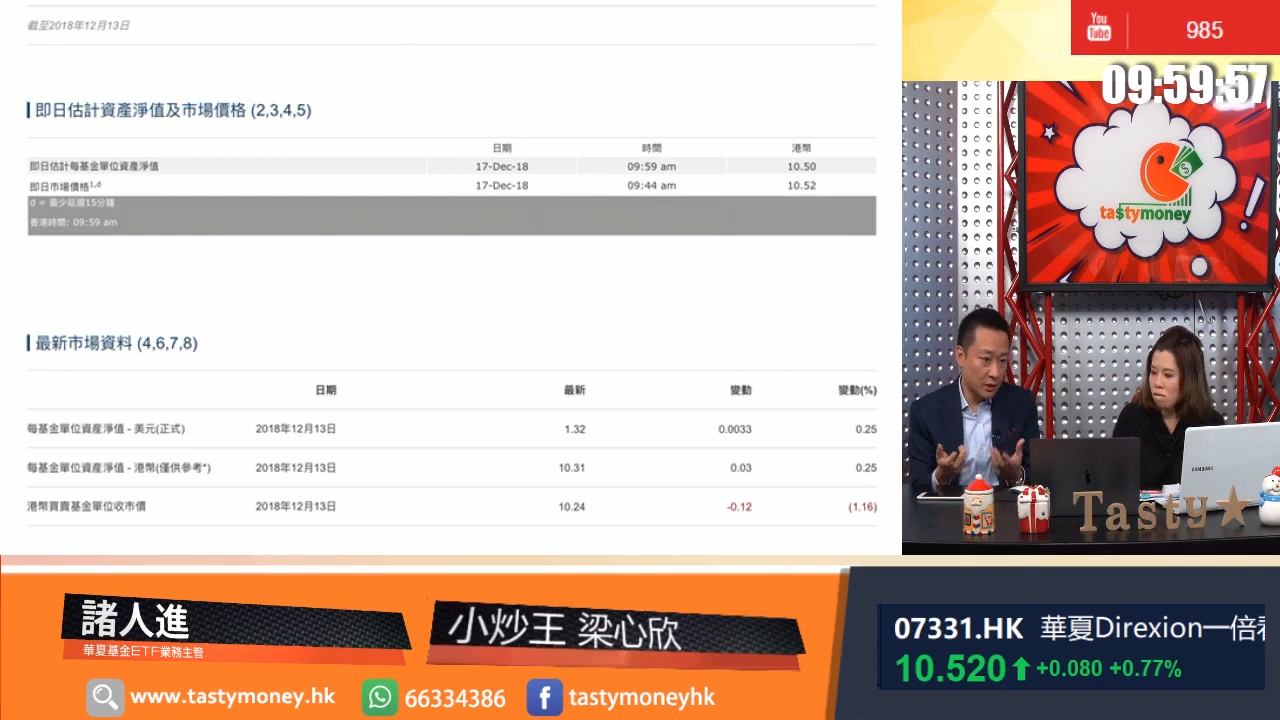 截至2018年12月13日
YouTube 985
09:59:57
即日估計資產淨值及市場價格 (2,3,4,5)
日期 時間 港幣
即日估計每基金單位資產淨值 17-Dec-18 09:59 am 10.50
即日市場價格1,d 17-Dec-18 09:44 am 10.52
d = 最少延遲15分鐘
香港時間: 09:59 am
ta$tymoney
最新市場資料 (4,6,7,8)
日期 最新 變動 變動(%)
每基金單位資產淨值 - 美元(正式) 2018年12月13日 1.32 0.0033 0.25
每基金單位資產淨值 - 港幣(僅供參考*) 2018年12月13日 10.31 0.03 0.25
港幣買賣基金單位收市價 2018年12月13日 10.24 -0.12 (1.16)
SAMSUNG
Tasty
諸人進
華夏基金ETF業務主管
小炒王 梁心欣
07331.HK 華夏Direxion一倍看
10.520 +0.080 +0.77%
www.tastymoney.hk 66334386 tastymoneyhk